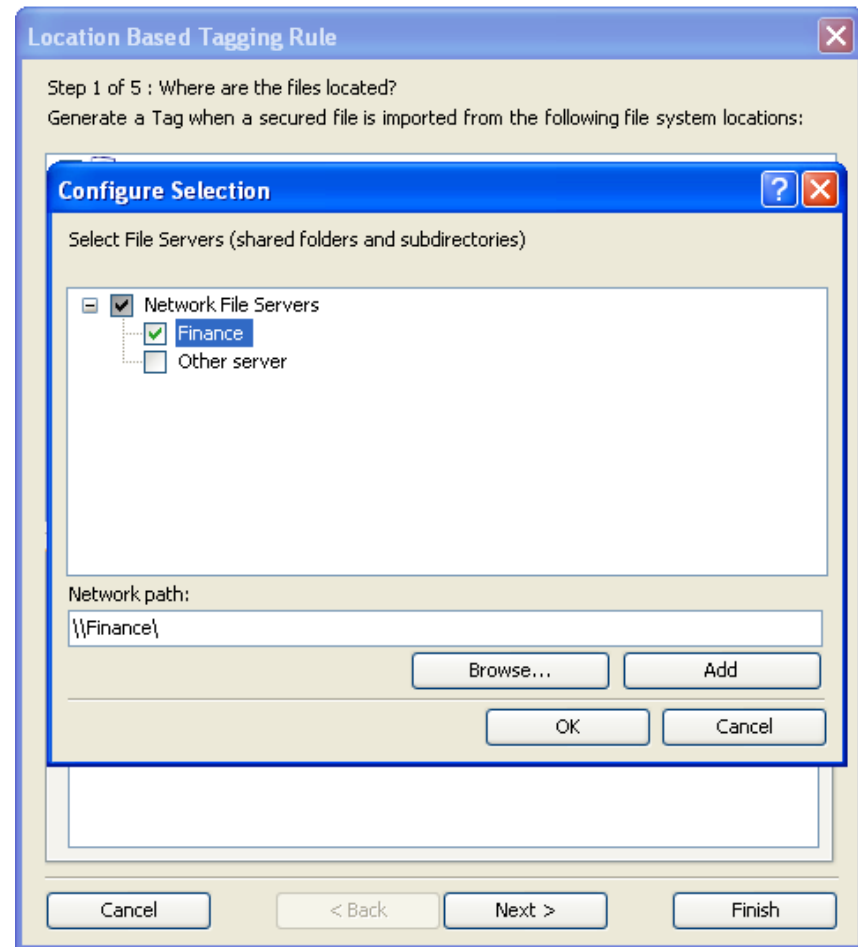 Location Based Tagging Rule
Step 1 of 5 : Where are the files located?
Generate a Tag when a secured file is imported from the following file system locations:
Configure Selection
Select File Servers (shared folders and subdirectories)
Network File Servers
Finance
Other server
Network path:
\\Finance\
Browse... Add
OK Cancel
Cancel < Back Next > Finish